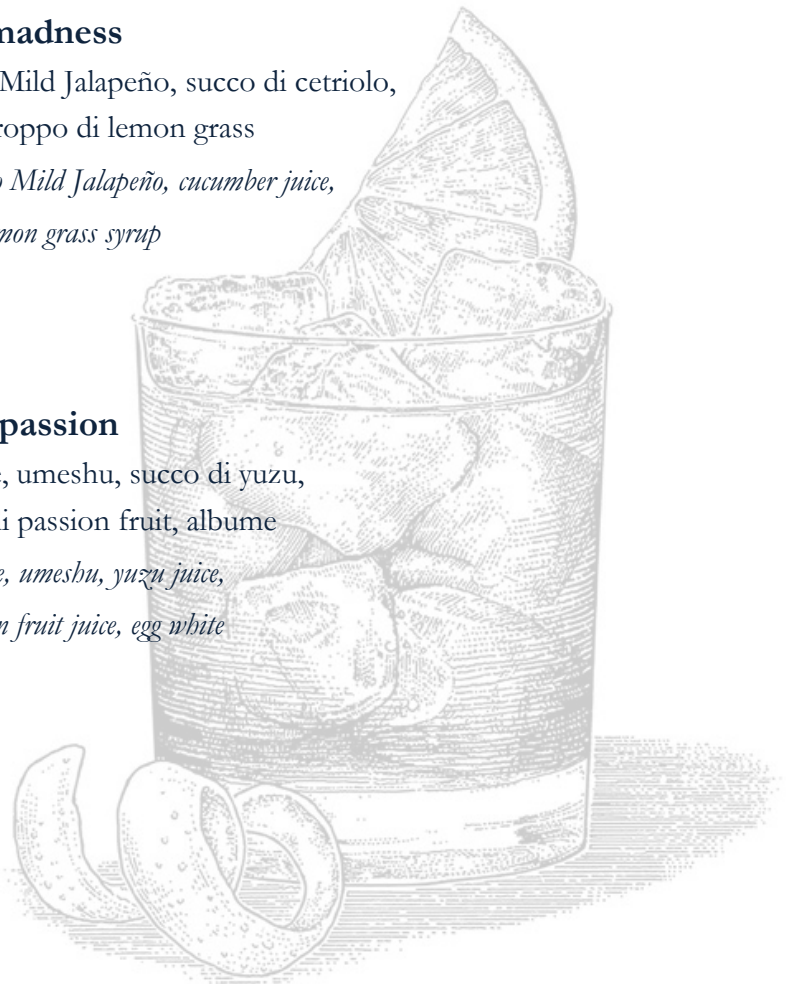 madness
Mild Jalapeño, succo di cetriolo,
roppo di lemon grass
Mild Jalapeño, cucumber juice,
mon grass syrup
passion
, umeshu, succo di yuzu,
i passion fruit, albume
e, umeshu, yuzu juice,
n fruit juice, egg white